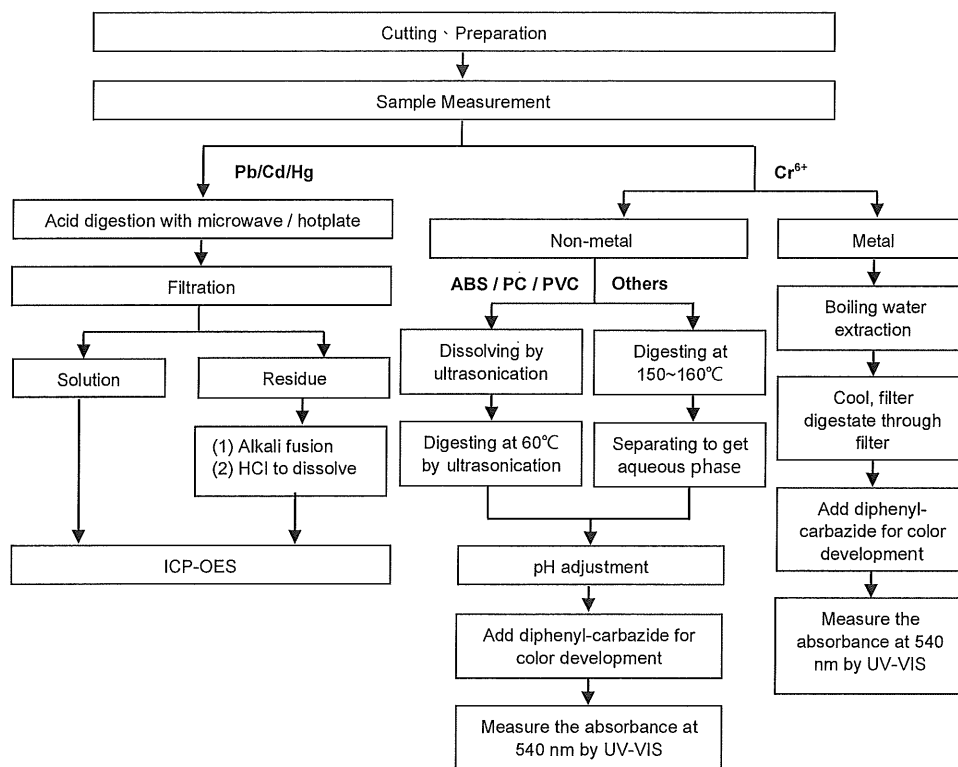 Cutting、Preparation
Sample Measurement
Pb/Cd/Hg
Acid digestion with microwave / hotplate
Filtration
Solution
Residue
(1) Alkali fusion
(2) HCl to dissolve
ICP-OES
Cr⁶⁺
Non-metal
ABS / PC / PVC
Others
Dissolving by
ultrasonication
Digesting at 60℃
by ultrasonication
Digesting at
150~160℃
Separating to get
aqueous phase
pH adjustment
Add diphenyl-carbazide for
color development
Measure the absorbance at
540 nm by UV-VIS
Metal
Boiling water
extraction
Cool, filter
digestate through
filter
Add diphenyl-
carbazide for color
development
Measure the
absorbance at 540
nm by UV-VIS